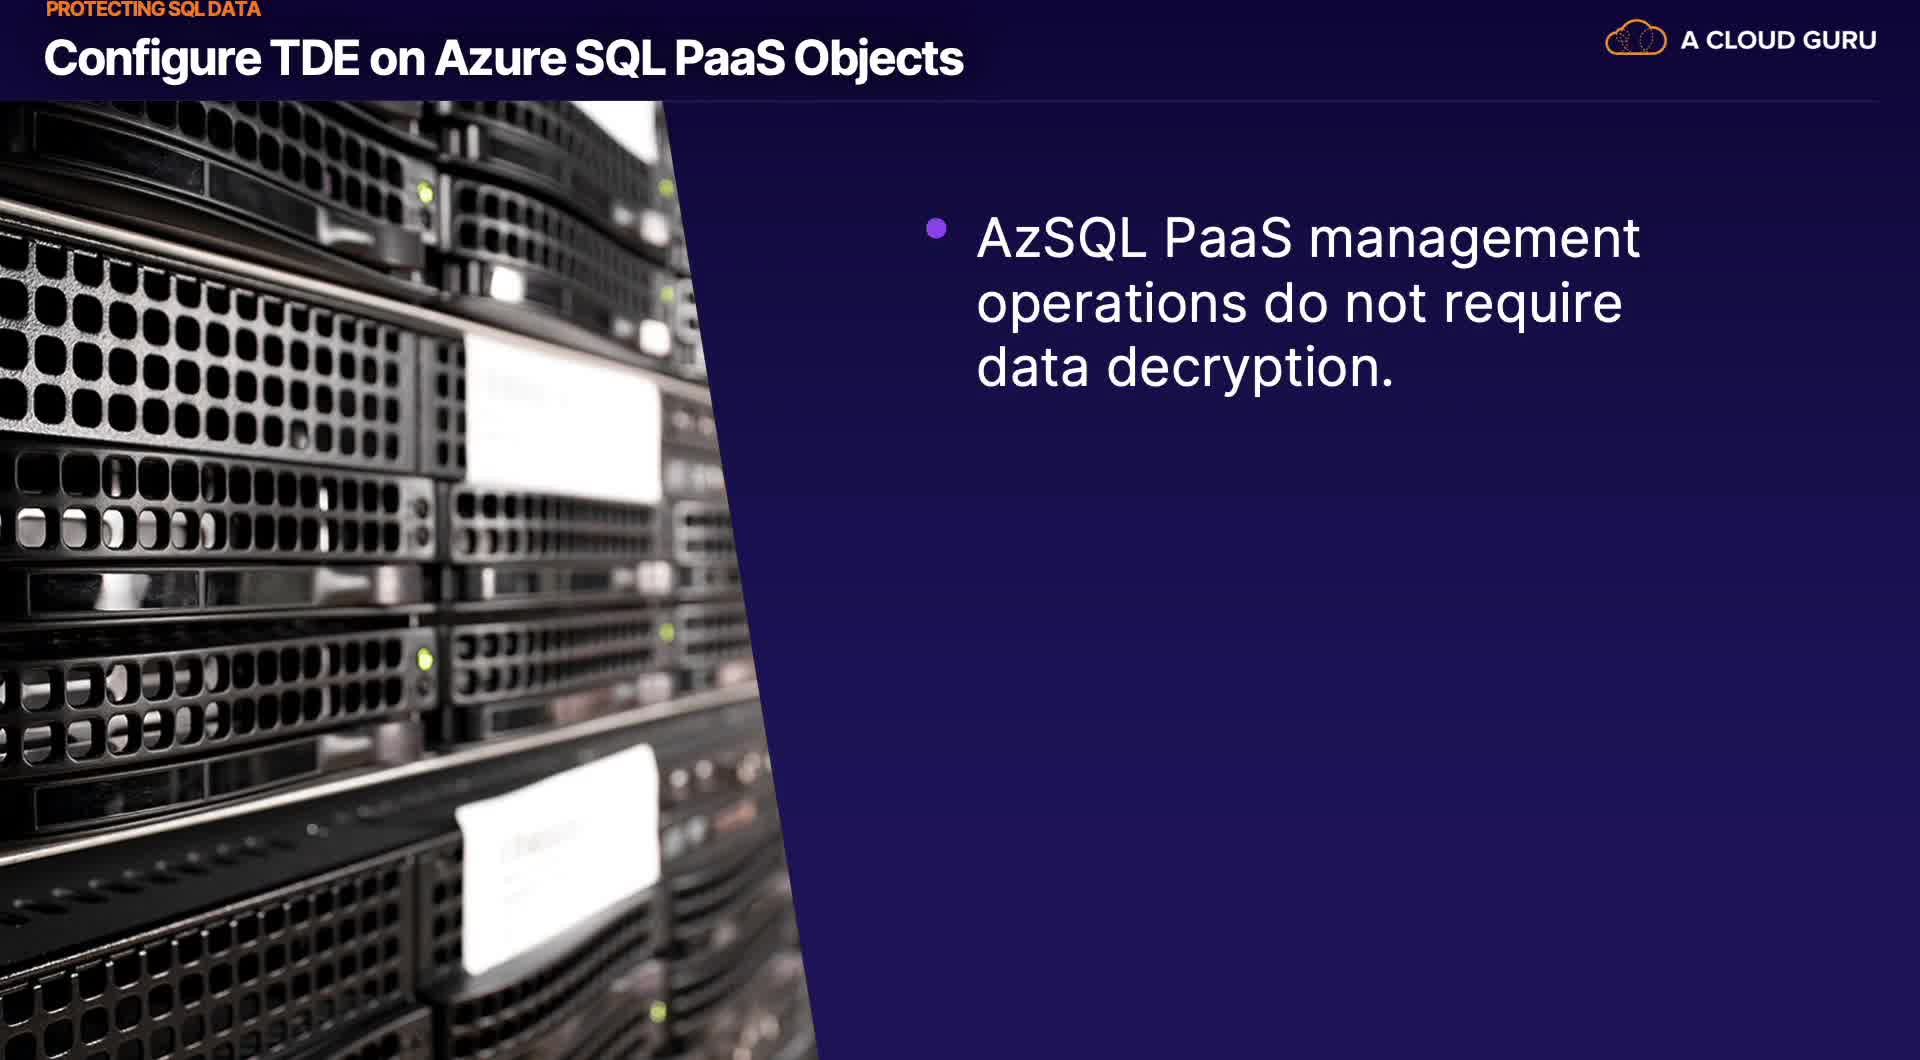 PROTECTING SQL DATA
Configure TDE on Azure SQL PaaS Objects
A CLOUD GURU
AzSQL PaaS management
operations do not require
data decryption.